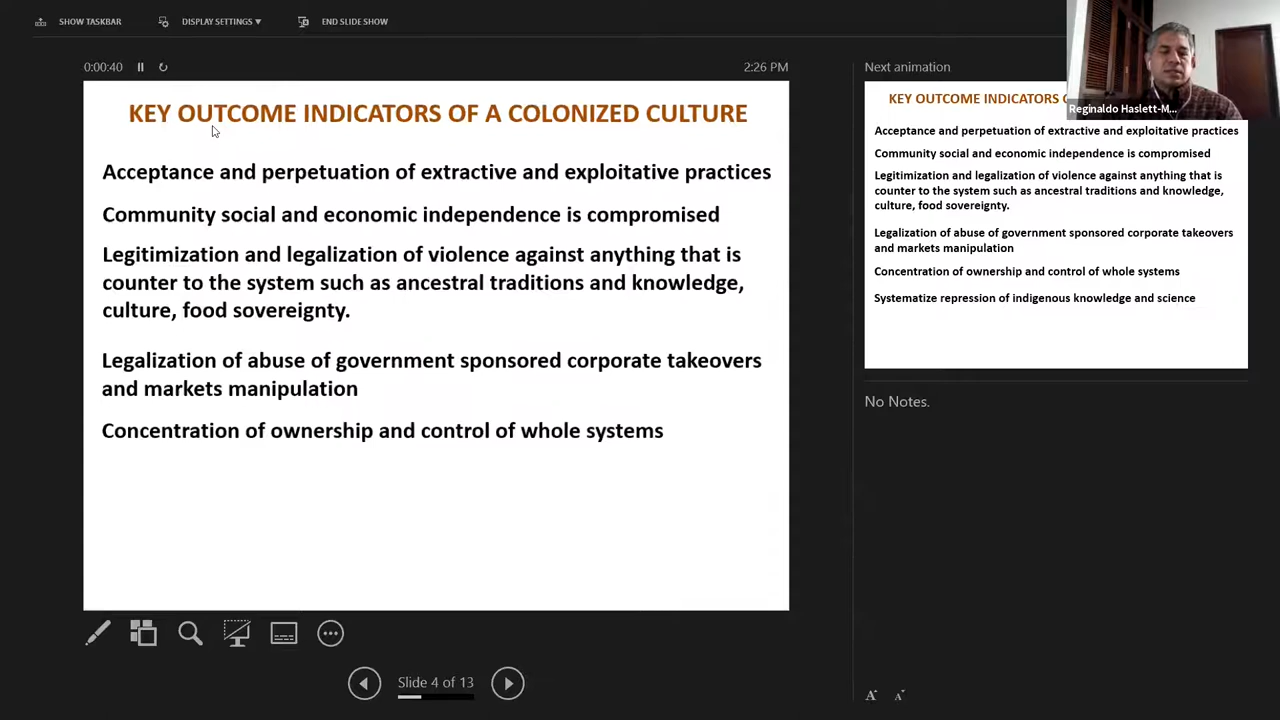 SHOW TASKBAR
DISPLAY SETTINGS ▼
END SLIDE SHOW
0:00:40
2:26 PM
KEY OUTCOME INDICATORS OF A COLONIZED CULTURE
Acceptance and perpetuation of extractive and exploitative practices
Community social and economic independence is compromised
Legitimization and legalization of violence against anything that is
counter to the system such as ancestral traditions and knowledge,
culture, food sovereignty.
Legalization of abuse of government sponsored corporate takeovers
and markets manipulation
Concentration of ownership and control of whole systems
Slide 4 of 13
Next animation
KEY OUTCOME INDICATORS
Reginaldo Haslett-M...
Acceptance and perpetuation of extractive and exploitative practices
Community social and economic independence is compromised
Legitimization and legalization of violence against anything that is
counter to the system such as ancestral traditions and knowledge,
culture, food sovereignty.
Legalization of abuse of government sponsored corporate takeovers
and markets manipulation
Concentration of ownership and control of whole systems
Systematize repression of indigenous knowledge and science
No Notes.
A A